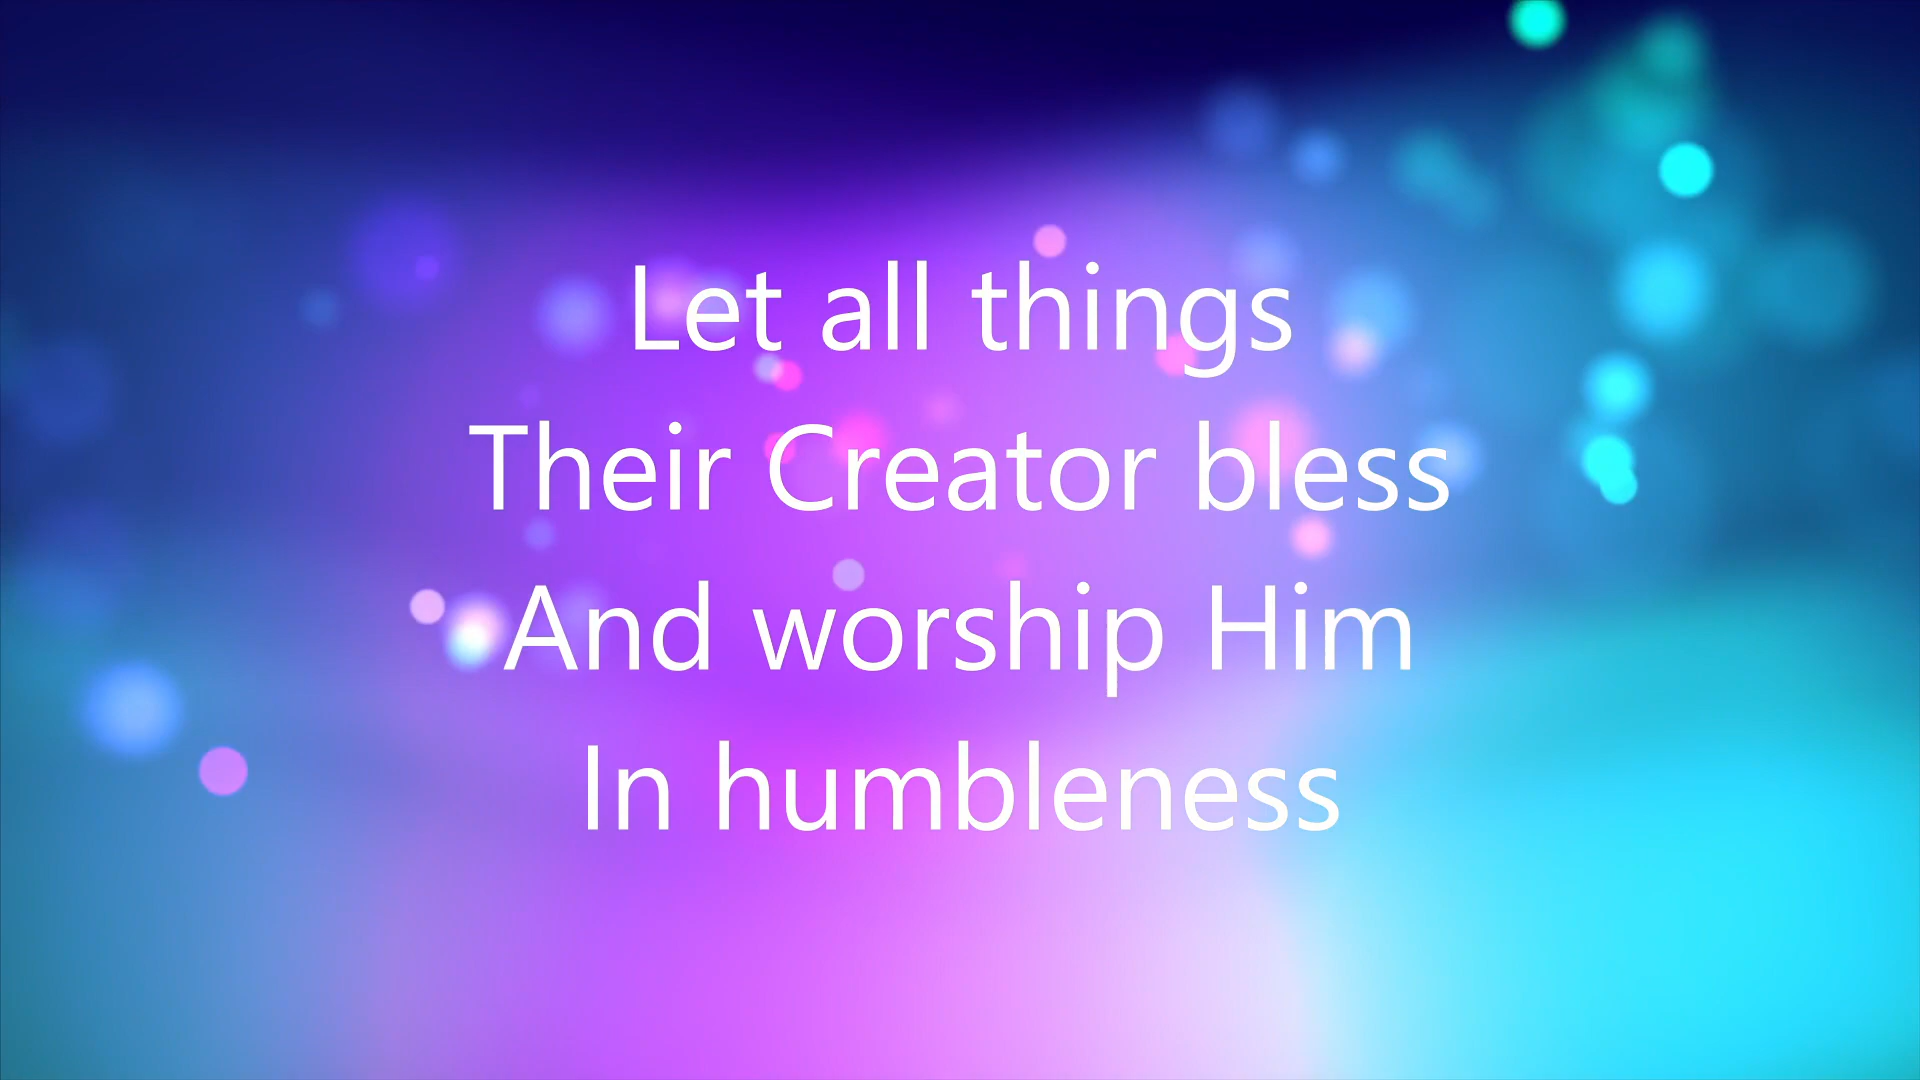 Let all things
Their Creator bless
And worship Him
In humbleness